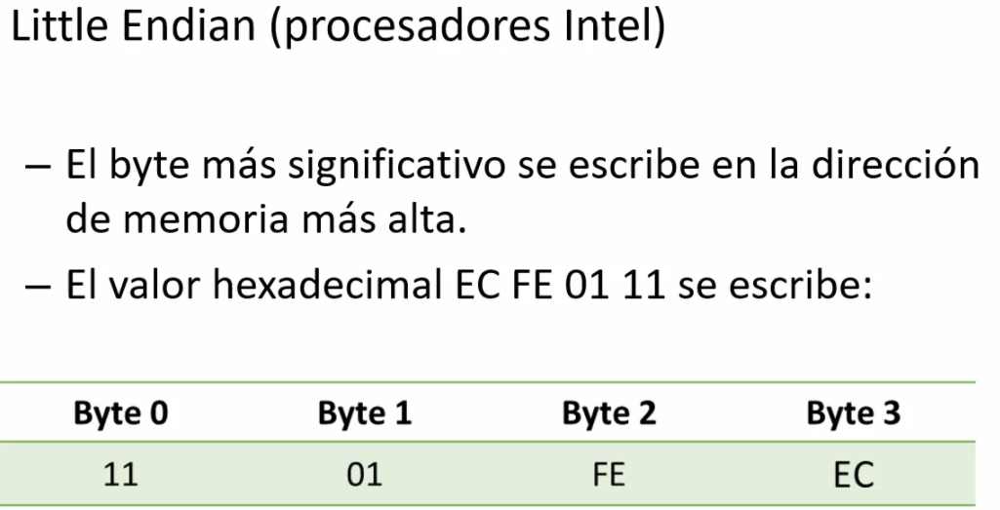 Little Endian (procesadores Intel)
– El byte más significativo se escribe en la dirección
de memoria más alta.
– El valor hexadecimal EC FE 01 11 se escribe:
Byte 0 Byte 1 Byte 2 Byte 3
11 01 FE EC